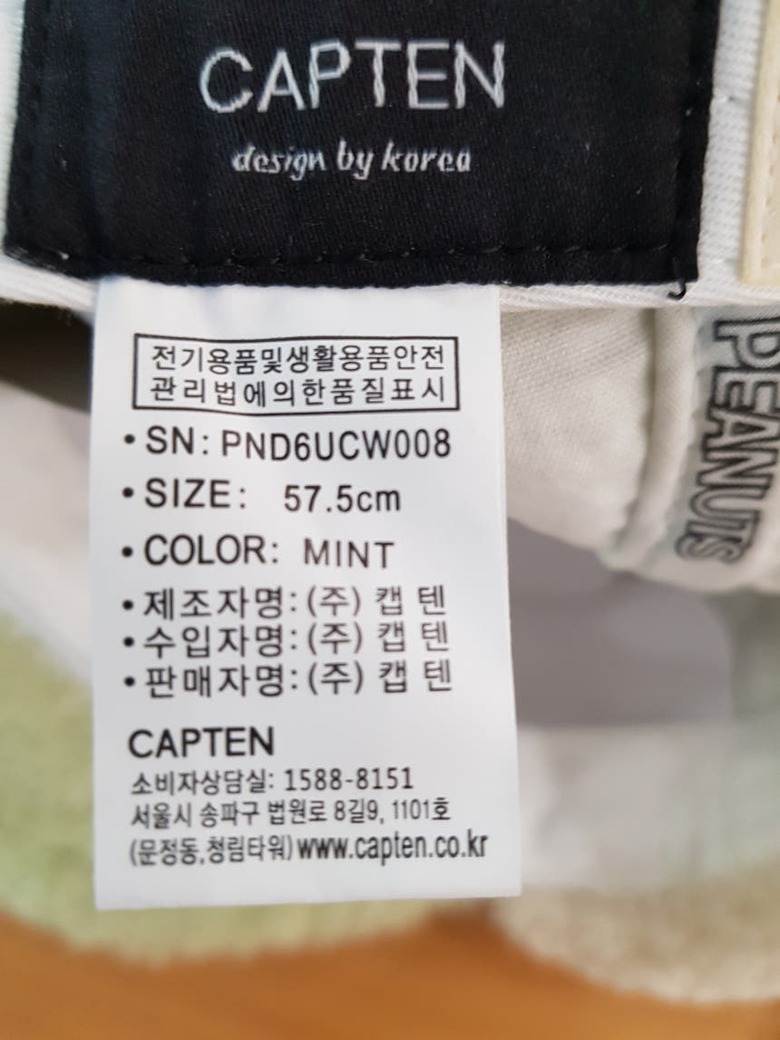 CAPTEN
design by korea
전기용품및생활용품안전
관리법에의한품질표시
• SN: PND6UCW008
• SIZE: 57.5cm
• COLOR: MINT
• 제조자명: (주) 캡 텐
• 수입자명: (주) 캡 텐
• 판매자명: (주) 캡 텐
CAPTEN
소비자상담실: 1588-8151
서울시 송파구 법원로 8길9, 1101호
(문정동,청림타워) www.capten.co.kr
PEANUTS